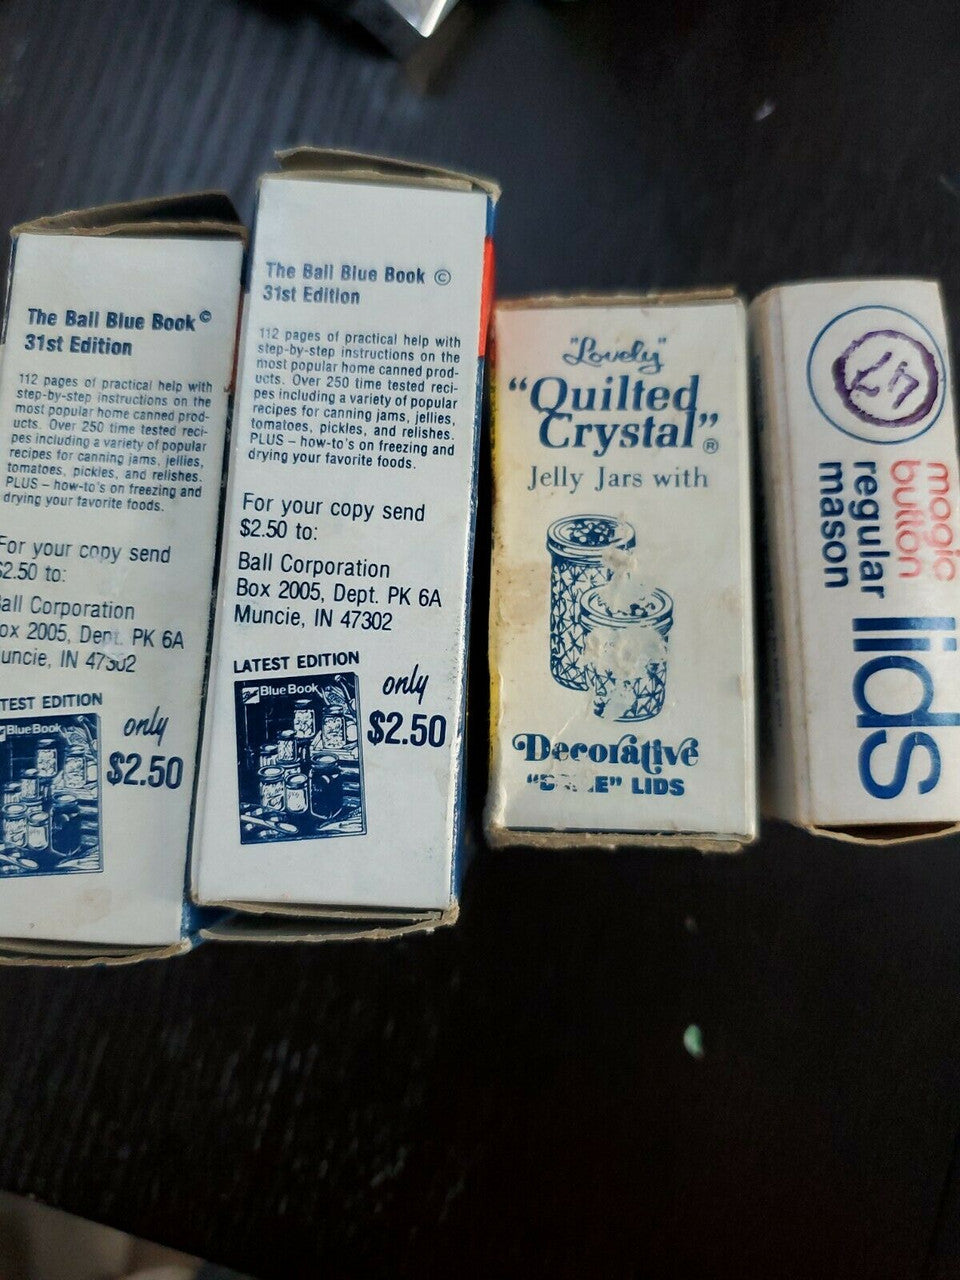 The Ball Blue Book ©
31st Edition
112 pages of practical help with
step-by-step instructions on the
most popular home canned prod-
ucts. Over 250 time tested reci-
pes including a variety of popular
recipes for canning jams, jellies,
tomatoes, pickles, and relishes.
PLUS – how-to's on freezing and
drying your favorite foods.
For your copy send
$2.50 to:
Ball Corporation
ox 2005, Dept. PK 6A
uncie, IN 47302
TEST EDITION
Blue Book
only
$2.50
The Ball Blue Book ©
31st Edition
112 pages of practical help with
step-by-step instructions on the
most popular home canned prod-
ucts. Over 250 time tested reci-
pes including a variety of popular
recipes for canning jams, jellies,
tomatoes, pickles, and relishes.
PLUS – how-to's on freezing and
drying your favorite foods.
For your copy send
$2.50 to:
Ball Corporation
Box 2005, Dept. PK 6A
Muncie, IN 47302
LATEST EDITION
Blue Book
only
$2.50
"Lovely"
"Quilted
Crystal"®
Jelly Jars with
Decorative
LIDS
magic
button
regular
mason
lids
47